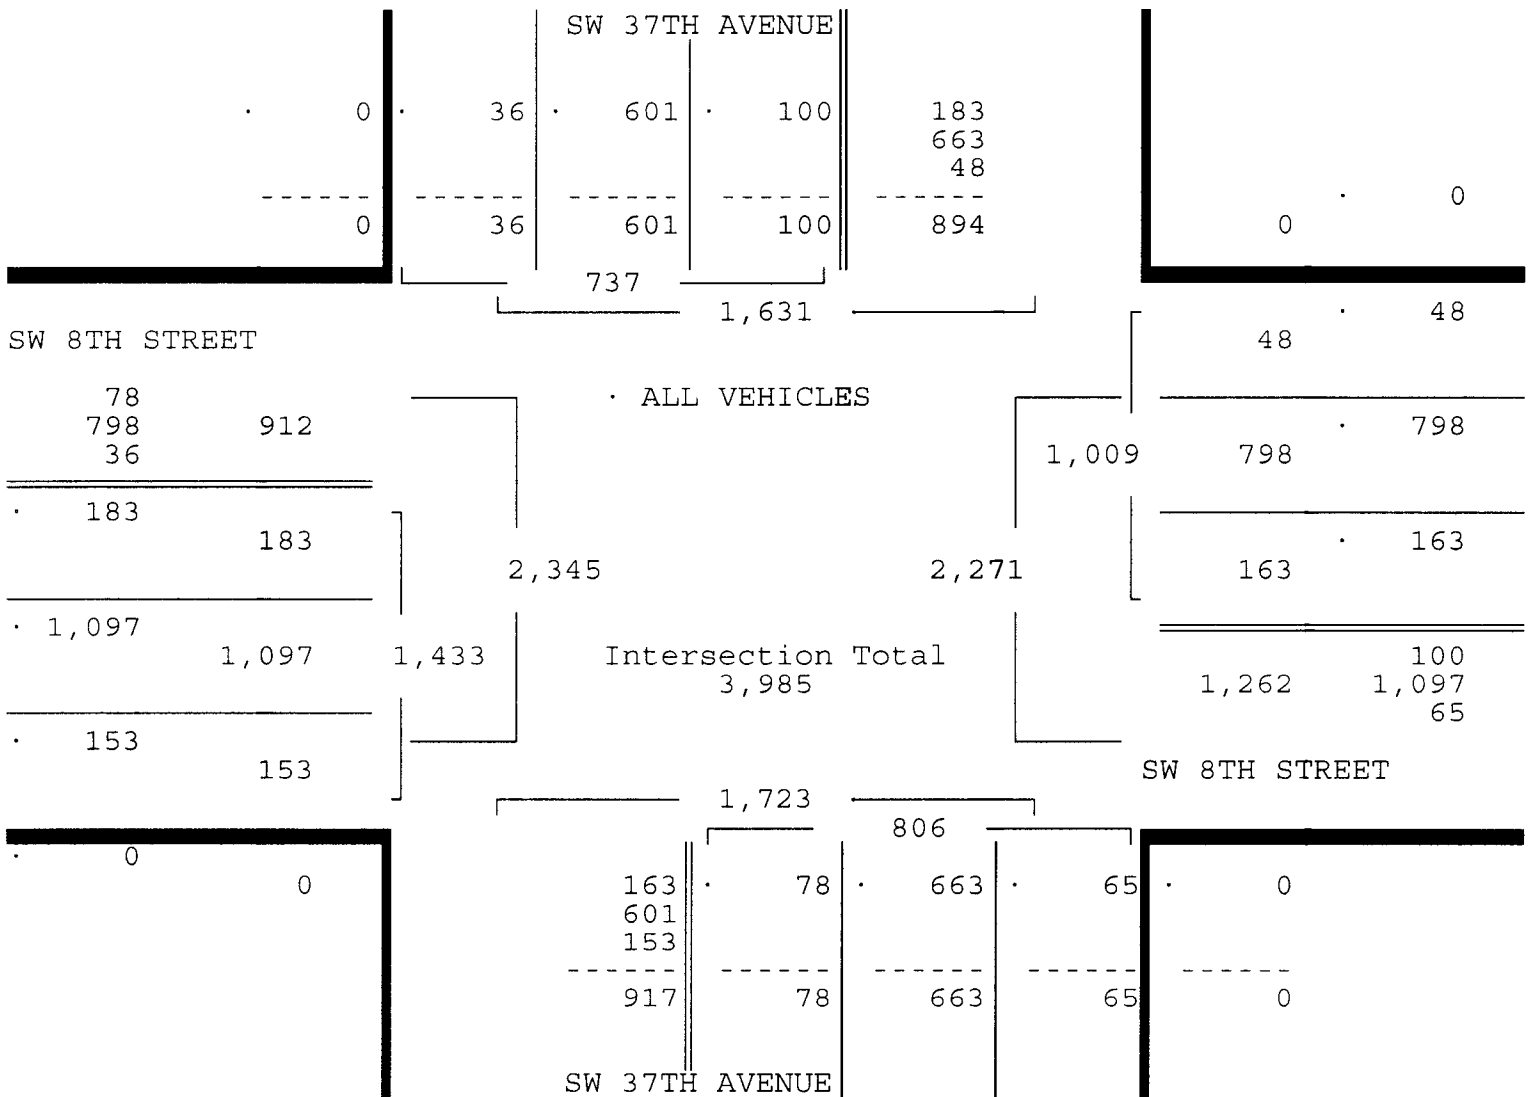 SW 37TH AVENUE
· 0 · 36 · 601 · 100 183
663
48
------ ------ ------ ------ ------ · 0
0 36 601 100 894 0
737
1,631 · 48
SW 8TH STREET 48
78 · ALL VEHICLES
798 912 · 798
36 1,009 798
· 183
183 · 163
2,345 2,271 163
· 1,097
1,097 1,433 Intersection Total 100
3,985 1,262 1,097
65
· 153
153 SW 8TH STREET
1,723
806
· 0
0 163 · 78 · 663 · 65 · 0
601
153
------ ------ ------ ------ ------
917 78 663 65 0
SW 37TH AVENUE